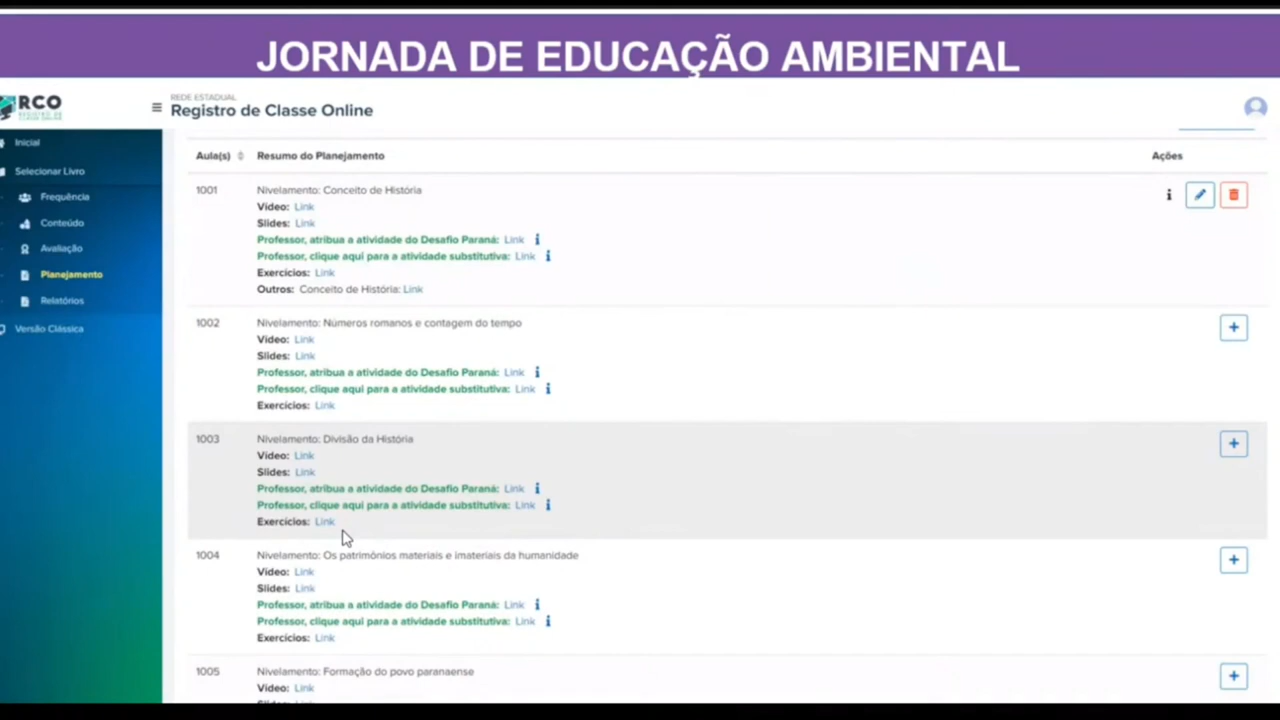 JORNADA DE EDUCAÇÃO AMBIENTAL
RCO
REGISTRO DE
CLASSE ONLINE
REDE ESTADUAL
Registro de Classe Online
Inicial
Selecionar Livro
Frequência
Conteúdo
Avaliação
Planejamento
Relatórios
Versão Clássica
Aula(s) Resumo do Planejamento Ações
1001 Nivelamento: Conceito de História
Vídeo: Link
Slides: Link
Professor, atribua a atividade do Desafio Paraná: Link
Professor, clique aqui para a atividade substitutiva: Link
Exercícios: Link
Outros: Conceito de História: Link
1002 Nivelamento: Números romanos e contagem do tempo
Vídeo: Link
Slides: Link
Professor, atribua a atividade do Desafio Paraná: Link
Professor, clique aqui para a atividade substitutiva: Link
Exercícios: Link
1003 Nivelamento: Divisão da História
Vídeo: Link
Slides: Link
Professor, atribua a atividade do Desafio Paraná: Link
Professor, clique aqui para a atividade substitutiva: Link
Exercícios: Link
1004 Nivelamento: Os patrimônios materiais e imateriais da humanidade
Vídeo: Link
Slides: Link
Professor, atribua a atividade do Desafio Paraná: Link
Professor, clique aqui para a atividade substitutiva: Link
Exercícios: Link
1005 Nivelamento: Formação do povo paranaense
Vídeo: Link